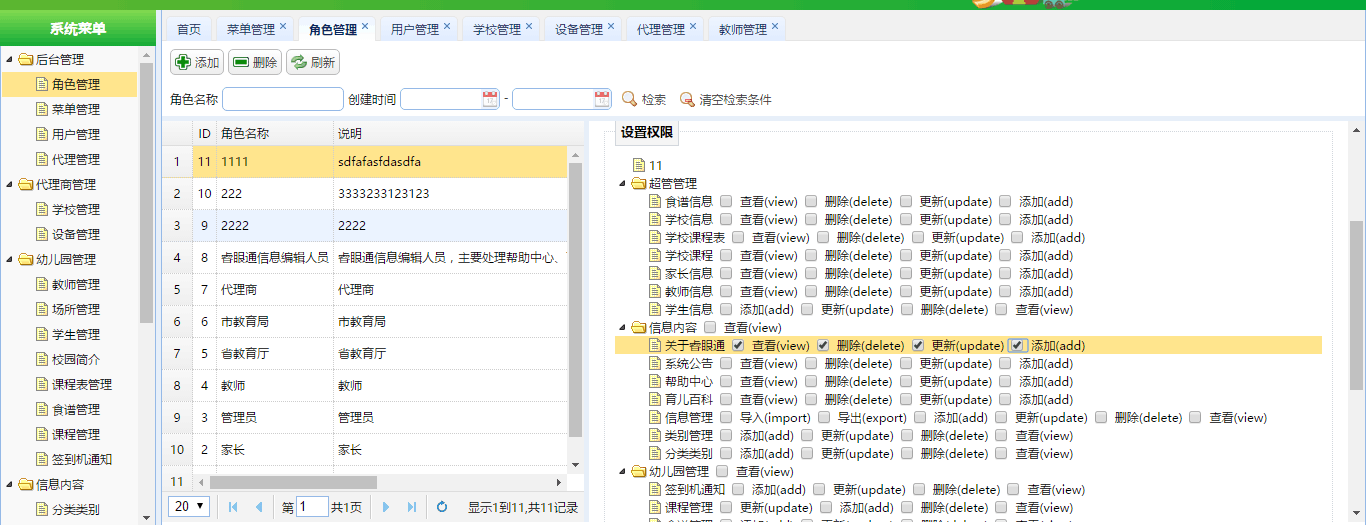 系统菜单
后台管理
角色管理
菜单管理
用户管理
代理管理
代理商管理
学校管理
设备管理
幼儿园管理
教师管理
场所管理
学生管理
校园简介
课程表管理
食谱管理
课程管理
签到机通知
信息内容
分类类别
首页 菜单管理 角色管理 用户管理 学校管理 设备管理 代理管理 教师管理
添加 删除 刷新
角色名称 创建时间 - 检索 清空检索条件
ID 角色名称 说明
1 11 1111 sdfafasfdasdfa
2 10 222 3333233123123
3 9 2222 2222
4 8 睿眼通信息编辑人员 睿眼通信息编辑人员，主要处理帮助中心、
5 7 代理商 代理商
6 6 市教育局 市教育局
7 5 省教育厅 省教育厅
8 4 教师 教师
9 3 管理员 管理员
10 2 家长 家长
11
20 第 1 共1页 显示1到11,共11记录
设置权限
11
超管管理
食谱信息 查看(view) 删除(delete) 更新(update) 添加(add)
学校信息 查看(view) 删除(delete) 更新(update) 添加(add)
学校课程表 查看(view) 删除(delete) 更新(update) 添加(add)
学校课程 查看(view) 删除(delete) 更新(update) 添加(add)
家长信息 查看(view) 删除(delete) 更新(update) 添加(add)
教师信息 查看(view) 删除(delete) 更新(update) 添加(add)
学生信息 添加(add) 更新(update) 删除(delete) 查看(view)
信息内容 查看(view)
关于睿眼通 查看(view) 删除(delete) 更新(update) 添加(add)
系统公告 查看(view) 删除(delete) 更新(update) 添加(add)
帮助中心 查看(view) 删除(delete) 更新(update) 添加(add)
育儿百科 查看(view) 删除(delete) 更新(update) 添加(add)
信息管理 导入(import) 导出(export) 添加(add) 更新(update) 删除(delete) 查看(view)
类别管理 添加(add) 更新(update) 删除(delete) 查看(view)
分类类别 添加(add) 更新(update) 删除(delete) 查看(view)
幼儿园管理 查看(view)
签到机通知 添加(add) 更新(update) 删除(delete) 查看(view)
课程管理 更新(update) 添加(add) 删除(delete) 查看(view)